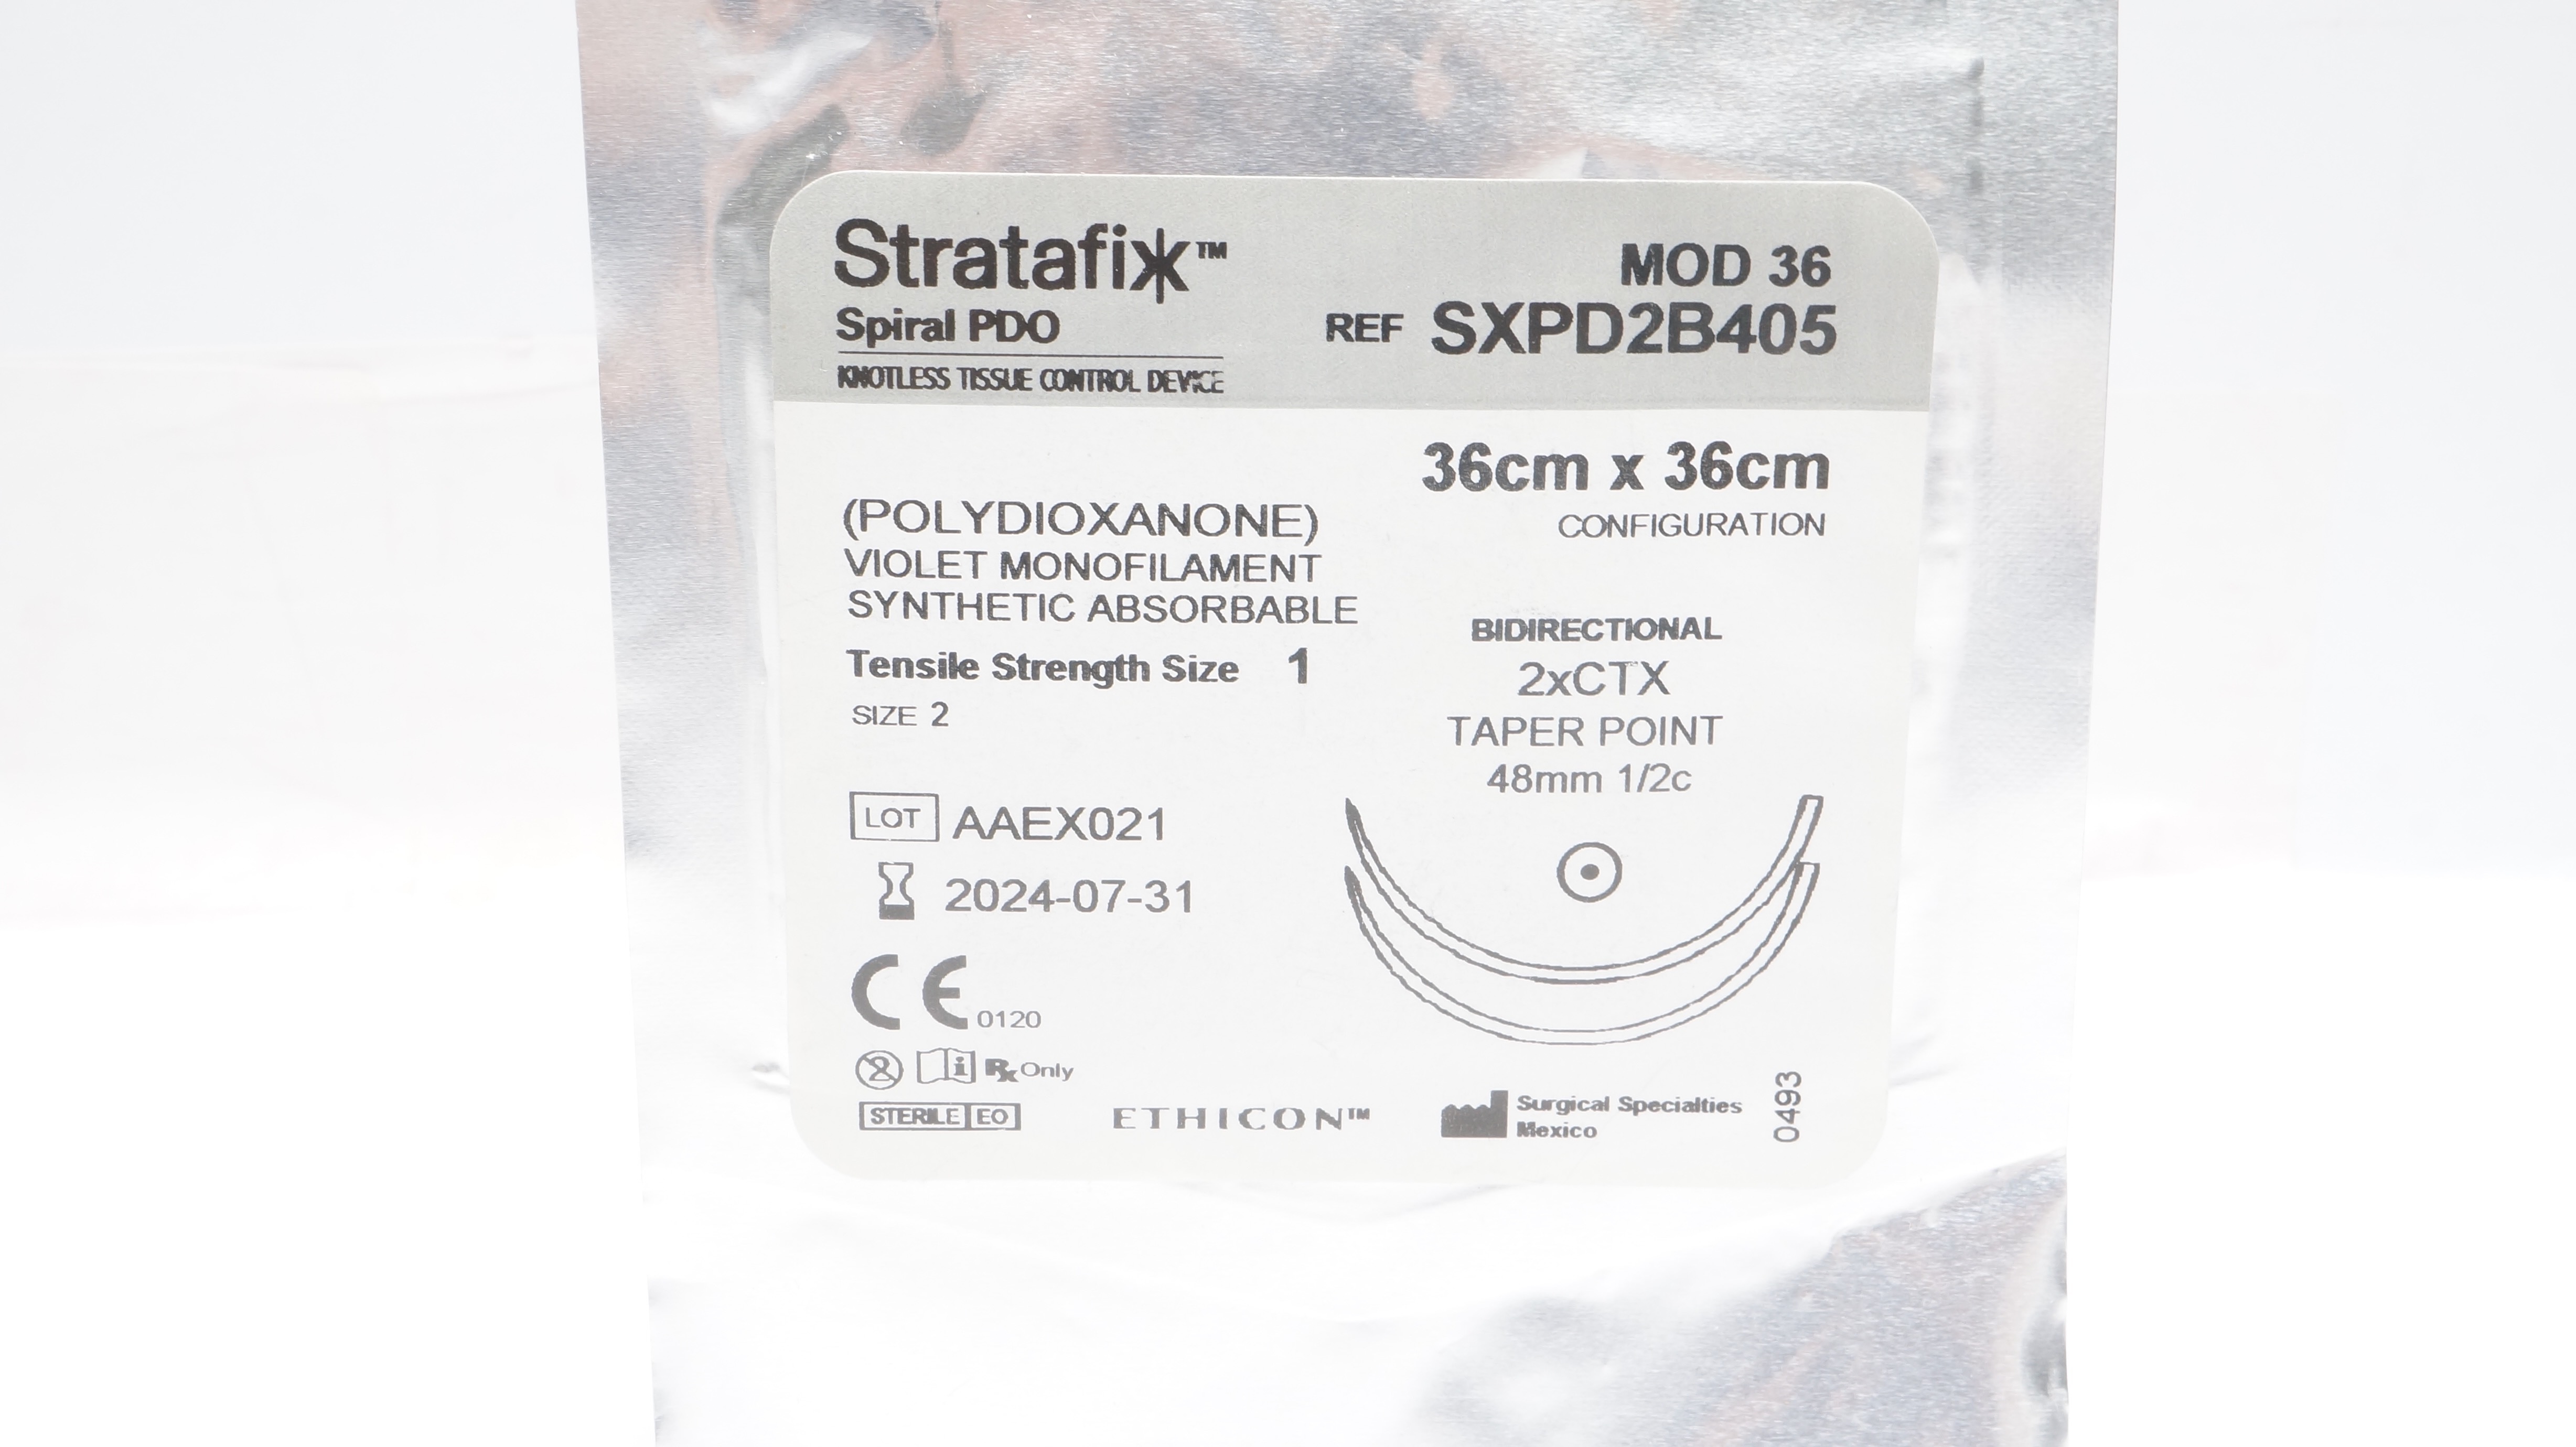 Stratafix™
Spiral PDO
KNOTLESS TISSUE CONTROL DEVICE
MOD 36
REF SXPD2B405
36cm x 36cm
CONFIGURATION
(POLYDIOXANONE)
VIOLET MONOFILAMENT
SYNTHETIC ABSORBABLE
Tensile Strength Size 1
SIZE 2
BIDIRECTIONAL
2xCTX
TAPER POINT
48mm 1/2c
LOT AAEX021
2024-07-31
CE 0120
2 i Rx Only
STERILE EO
ETHICON™
Surgical Specialties
Mexico
0493